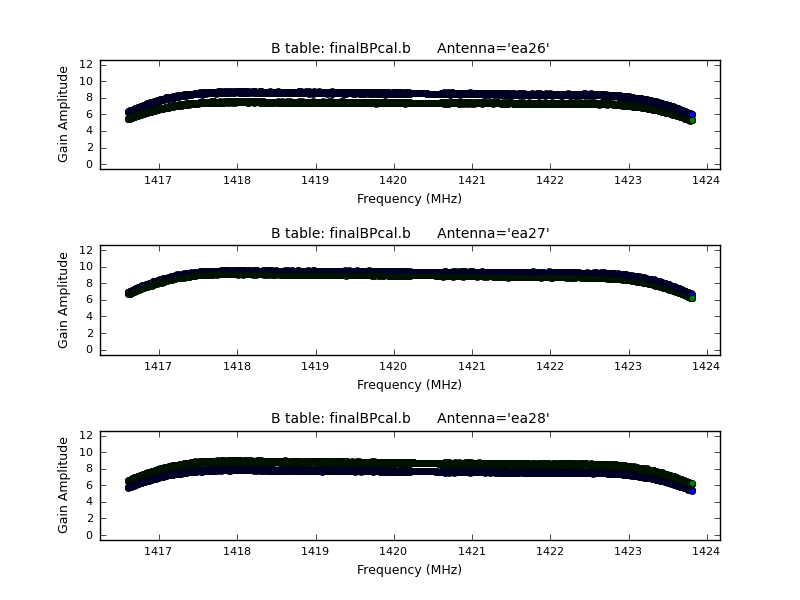 B table: finalBPcal.b Antenna='ea26'
12
10
8
6
4
2
0
Gain Amplitude
1417 1418 1419 1420 1421 1422 1423 1424
Frequency (MHz)
B table: finalBPcal.b Antenna='ea27'
12
10
8
6
4
2
0
Gain Amplitude
1417 1418 1419 1420 1421 1422 1423 1424
Frequency (MHz)
B table: finalBPcal.b Antenna='ea28'
12
10
8
6
4
2
0
Gain Amplitude
1417 1418 1419 1420 1421 1422 1423 1424
Frequency (MHz)